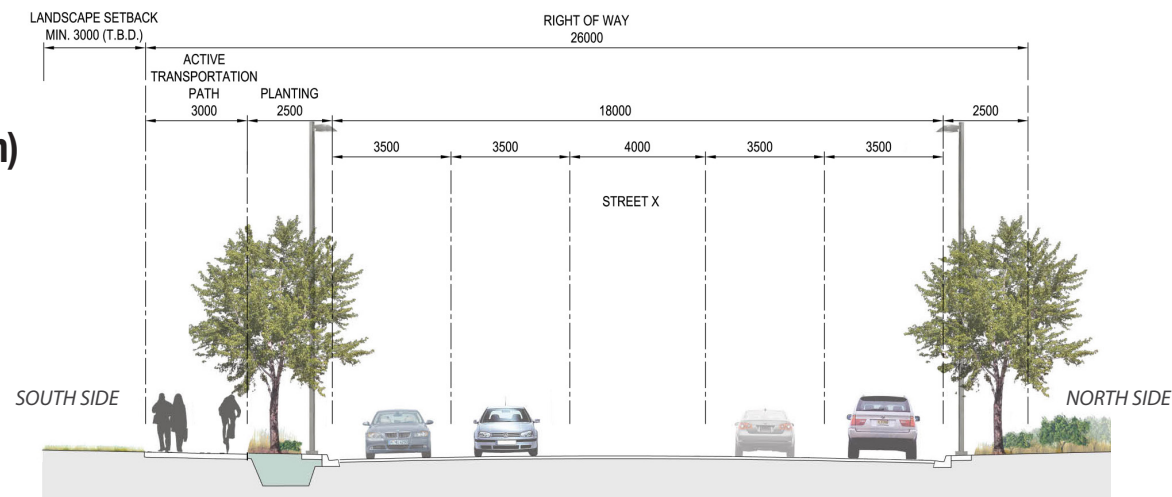 LANDSCAPE SETBACK
MIN. 3000 (T.B.D.)
RIGHT OF WAY
26000
ACTIVE
TRANSPORTATION
PATH
3000
PLANTING
2500
18000
2500
n)
3500
3500
4000
3500
3500
STREET X
SOUTH SIDE
NORTH SIDE